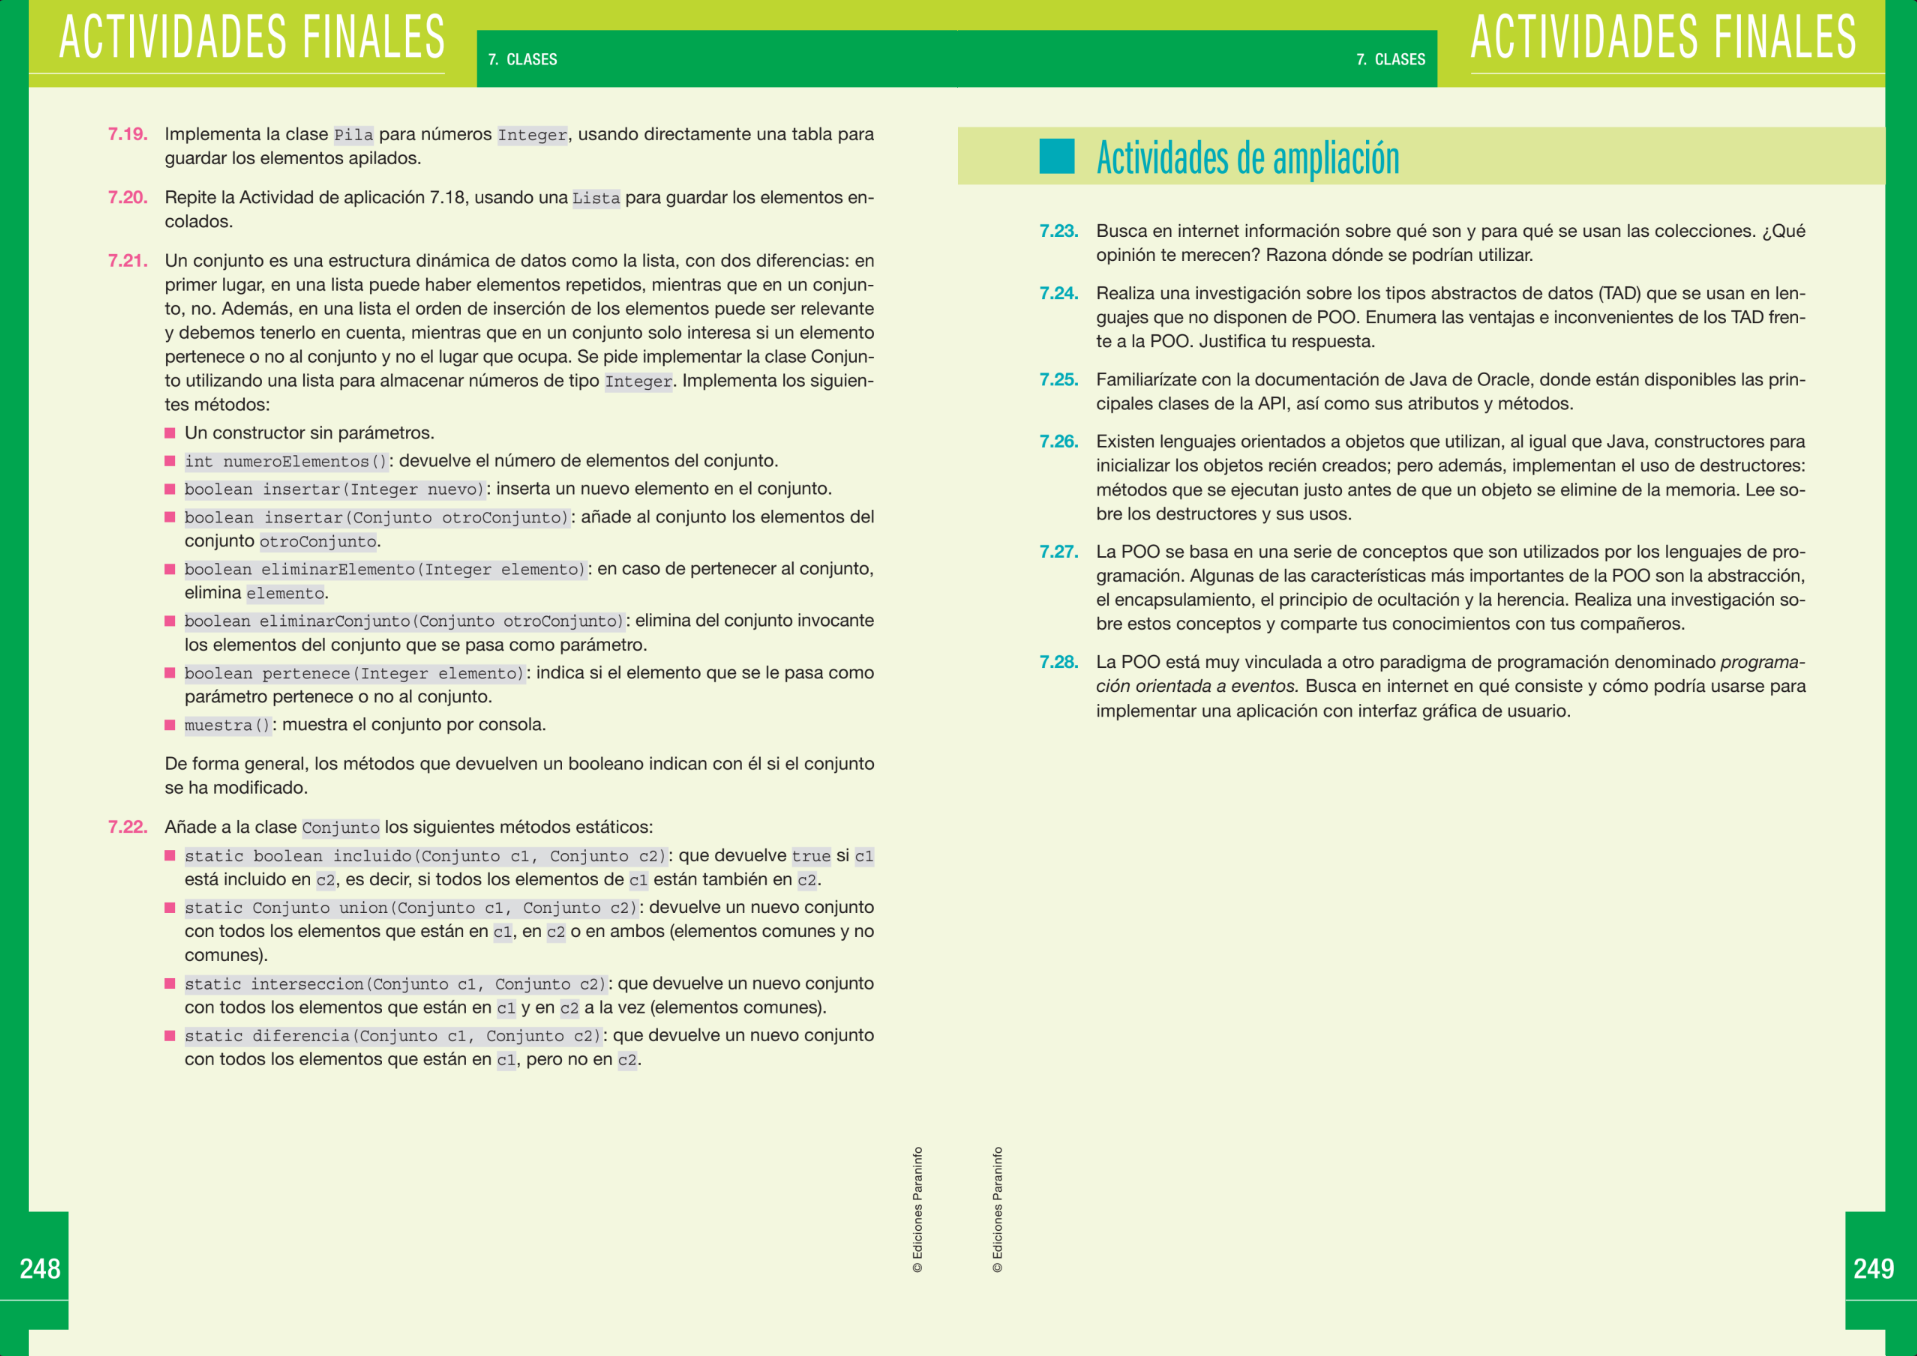 ACTIVIDADES FINALES
7. CLASES
7.19. Implementa la clase Pila para números Integer, usando directamente una tabla para
guardar los elementos apilados.
7.20. Repite la Actividad de aplicación 7.18, usando una Lista para guardar los elementos en-
colados.
7.21. Un conjunto es una estructura dinámica de datos como la lista, con dos diferencias: en
primer lugar, en una lista puede haber elementos repetidos, mientras que en un conjun-
to, no. Además, en una lista el orden de inserción de los elementos puede ser relevante
y debemos tenerlo en cuenta, mientras que en un conjunto solo interesa si un elemento
pertenece o no al conjunto y no el lugar que ocupa. Se pide implementar la clase Conjun-
to utilizando una lista para almacenar números de tipo Integer. Implementa los siguien-
tes métodos:
■ Un constructor sin parámetros.
■ int numeroElementos(): devuelve el número de elementos del conjunto.
■ boolean insertar(Integer nuevo): inserta un nuevo elemento en el conjunto.
■ boolean insertar(Conjunto otroConjunto): añade al conjunto los elementos del
conjunto otroConjunto.
■ boolean eliminarElemento(Integer elemento): en caso de pertenecer al conjunto,
elimina elemento.
■ boolean eliminarConjunto(Conjunto otroConjunto): elimina del conjunto invocante
los elementos del conjunto que se pasa como parámetro.
■ boolean pertenece(Integer elemento): indica si el elemento que se le pasa como
parámetro pertenece o no al conjunto.
■ muestra(): muestra el conjunto por consola.
De forma general, los métodos que devuelven un booleano indican con él si el conjunto
se ha modificado.
7.22. Añade a la clase Conjunto los siguientes métodos estáticos:
■ static boolean incluido(Conjunto c1, Conjunto c2): que devuelve true si c1
está incluido en c2, es decir, si todos los elementos de c1 están también en c2.
■ static Conjunto union(Conjunto c1, Conjunto c2): devuelve un nuevo conjunto
con todos los elementos que están en c1, en c2 o en ambos (elementos comunes y no
comunes).
■ static interseccion(Conjunto c1, Conjunto c2): que devuelve un nuevo conjunto
con todos los elementos que están en c1 y en c2 a la vez (elementos comunes).
■ static diferencia(Conjunto c1, Conjunto c2): que devuelve un nuevo conjunto
con todos los elementos que están en c1, pero no en c2.
© Ediciones Paraninfo
248
7. CLASES
ACTIVIDADES FINALES
Actividades de ampliación
7.23. Busca en internet información sobre qué son y para qué se usan las colecciones. ¿Qué
opinión te merecen? Razona dónde se podrían utilizar.
7.24. Realiza una investigación sobre los tipos abstractos de datos (TAD) que se usan en len-
guajes que no disponen de POO. Enumera las ventajas e inconvenientes de los TAD fren-
te a la POO. Justifica tu respuesta.
7.25. Familiarízate con la documentación de Java de Oracle, donde están disponibles las prin-
cipales clases de la API, así como sus atributos y métodos.
7.26. Existen lenguajes orientados a objetos que utilizan, al igual que Java, constructores para
inicializar los objetos recién creados; pero además, implementan el uso de destructores:
métodos que se ejecutan justo antes de que un objeto se elimine de la memoria. Lee so-
bre los destructores y sus usos.
7.27. La POO se basa en una serie de conceptos que son utilizados por los lenguajes de pro-
gramación. Algunas de las características más importantes de la POO son la abstracción,
el encapsulamiento, el principio de ocultación y la herencia. Realiza una investigación so-
bre estos conceptos y comparte tus conocimientos con tus compañeros.
7.28. La POO está muy vinculada a otro paradigma de programación denominado programa-
ción orientada a eventos. Busca en internet en qué consiste y cómo podría usarse para
implementar una aplicación con interfaz gráfica de usuario.
© Ediciones Paraninfo
249